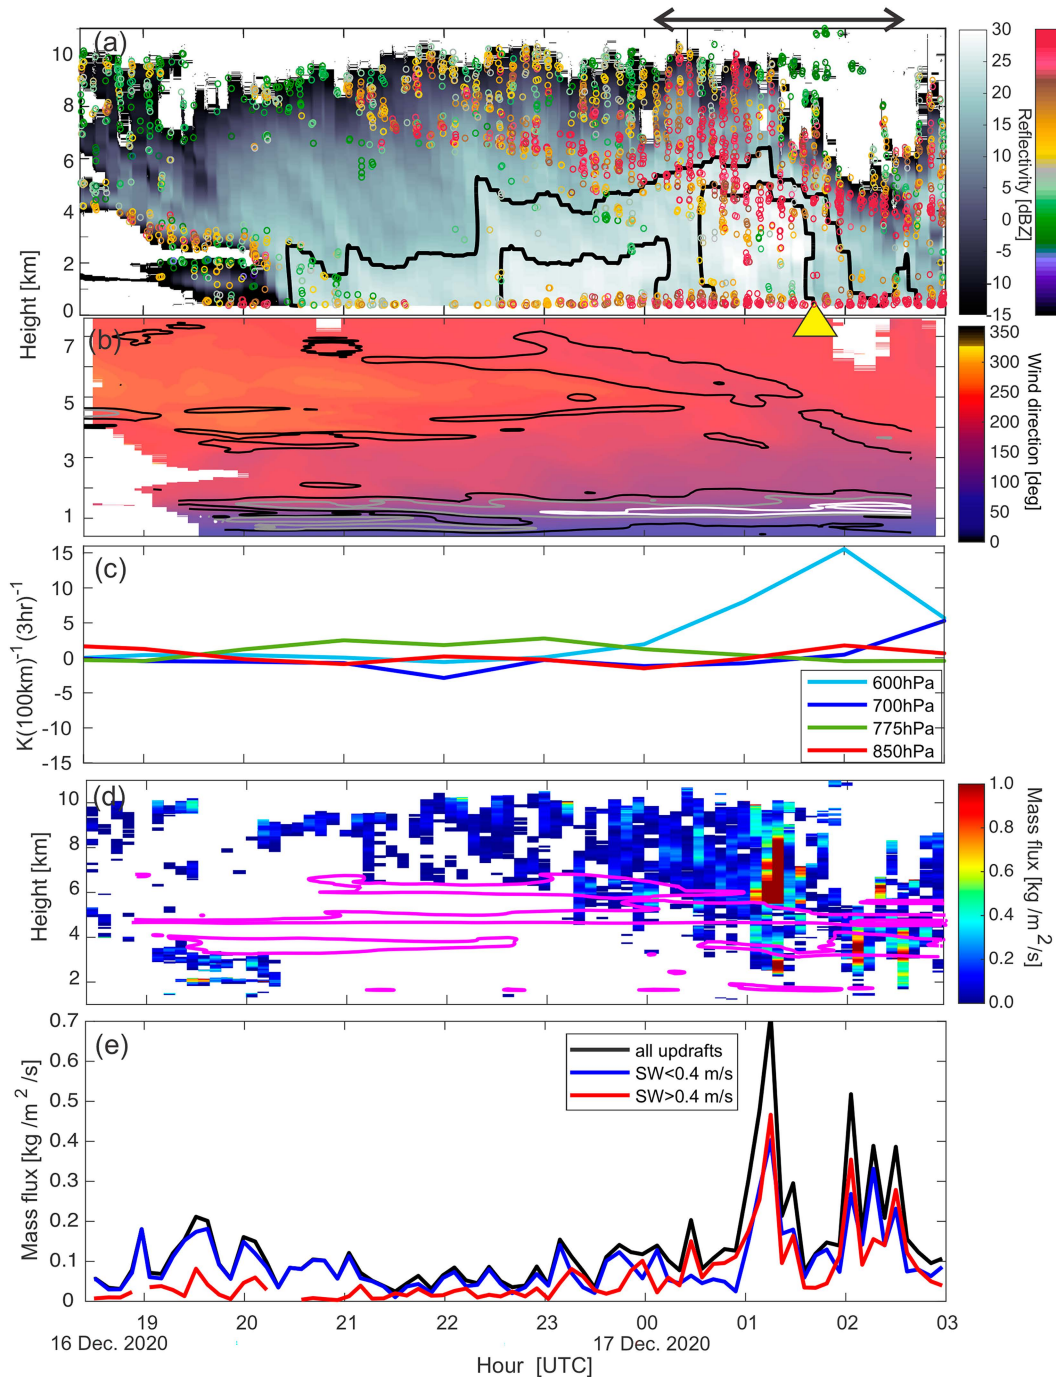 (a)
10
8
6
4
2
0
Height [km]
30
25
20
15
10
5
0
-5
-10
-15
Reflectivity [dBZ]
(b)
7
5
3
1
350
300
250
200
150
100
50
0
Wind direction [deg]
(c)
15
10
5
0
-5
-10
-15
K(100km)⁻¹ (3hr)⁻¹
600hPa
700hPa
775hPa
850hPa
(d)
10
8
6
4
2
Height [km]
1.0
0.8
0.6
0.4
0.2
0.0
Mass flux [kg /m²/s]
(e)
0.7
0.6
0.5
0.4
0.3
0.2
0.1
0
Mass flux [kg /m² /s]
all updrafts
SW<0.4 m/s
SW>0.4 m/s
19 20 21 22 23 00 01 02 03
16 Dec. 2020 17 Dec. 2020
Hour [UTC]